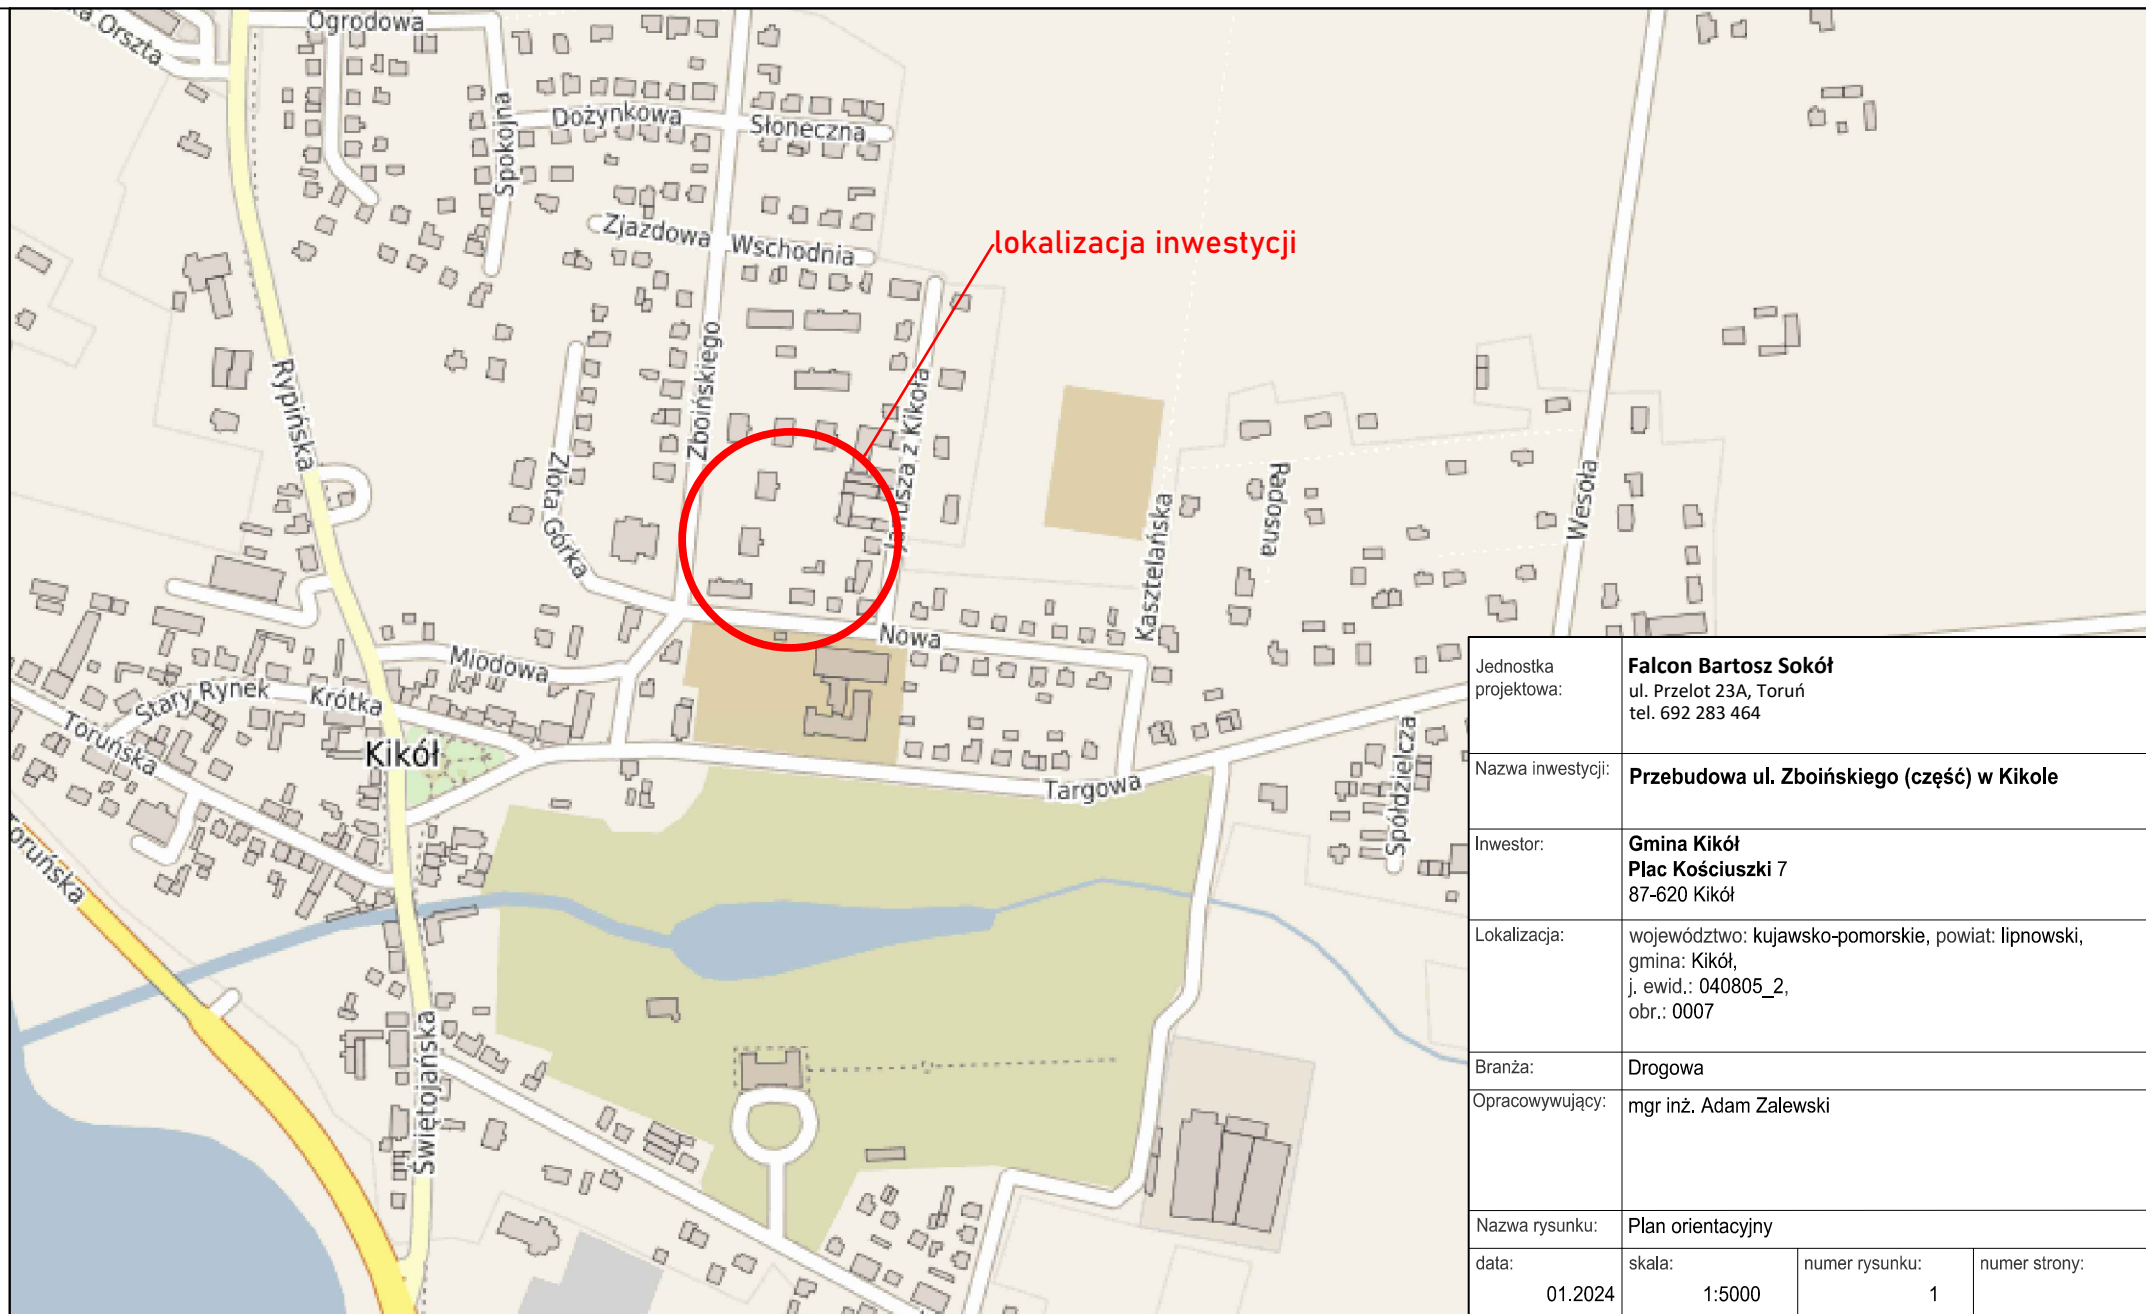 ta Orszta
Ogrodowa
Spokojna
Dożynkowa
Słoneczna
Zjazdowa
Wschodnia
lokalizacja inwestycji
Rypińska
Zboińskiego
Janusza z Kikoła
Złota Górka
Kasztelańska
Radosna
Wesoła
Nowa
Miodowa
Stary Rynek
Krótka
Toruńska
Kikół
Targowa
Spółdzielcza
oruńska
Świętojańska
Jednostka
projektowa:
Falcon Bartosz Sokół
ul. Przelot 23A, Toruń
tel. 692 283 464
Nazwa inwestycji:
Przebudowa ul. Zboińskiego (część) w Kikole
Inwestor:
Gmina Kikół
Plac Kościuszki 7
87-620 Kikół
Lokalizacja:
województwo: kujawsko-pomorskie, powiat: lipnowski,
gmina: Kikół,
j. ewid.: 040805_2,
obr.: 0007
Branża:
Drogowa
Opracowywujący:
mgr inż. Adam Zalewski
Nazwa rysunku:
Plan orientacyjny
data:
01.2024
skala:
1:5000
numer rysunku:
1
numer strony: